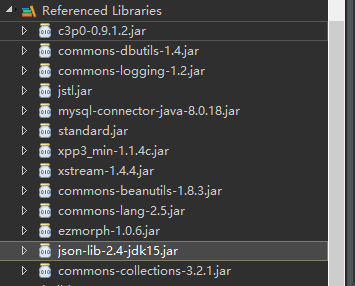 Referenced Libraries
c3p0-0.9.1.2.jar
commons-dbutils-1.4.jar
commons-logging-1.2.jar
jstl.jar
mysql-connector-java-8.0.18.jar
standard.jar
xpp3_min-1.1.4c.jar
xstream-1.4.4.jar
commons-beanutils-1.8.3.jar
commons-lang-2.5.jar
ezmorph-1.0.6.jar
json-lib-2.4-jdk15.jar
commons-collections-3.2.1.jar